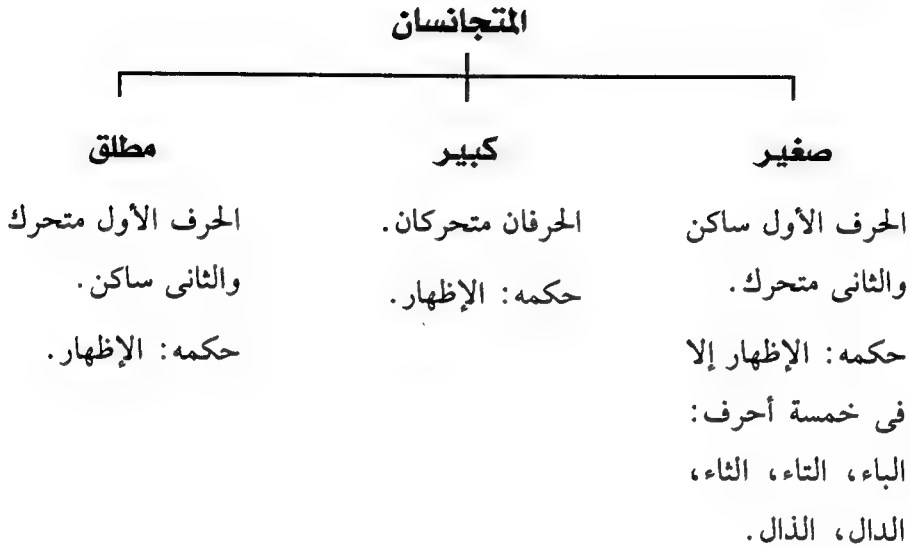 المتجانسان
صغير
كبير
مطلق
الحرف الأول ساكن
والثانى متحرك.
حكمه: الإظهار إلا
فى خمسة أحرف:
الباء، التاء، الثاء،
الدال، الذال.
الحرفان متحركان.
حكمه: الإظهار.
الحرف الأول متحرك
والثانى ساكن.
حكمه: الإظهار.